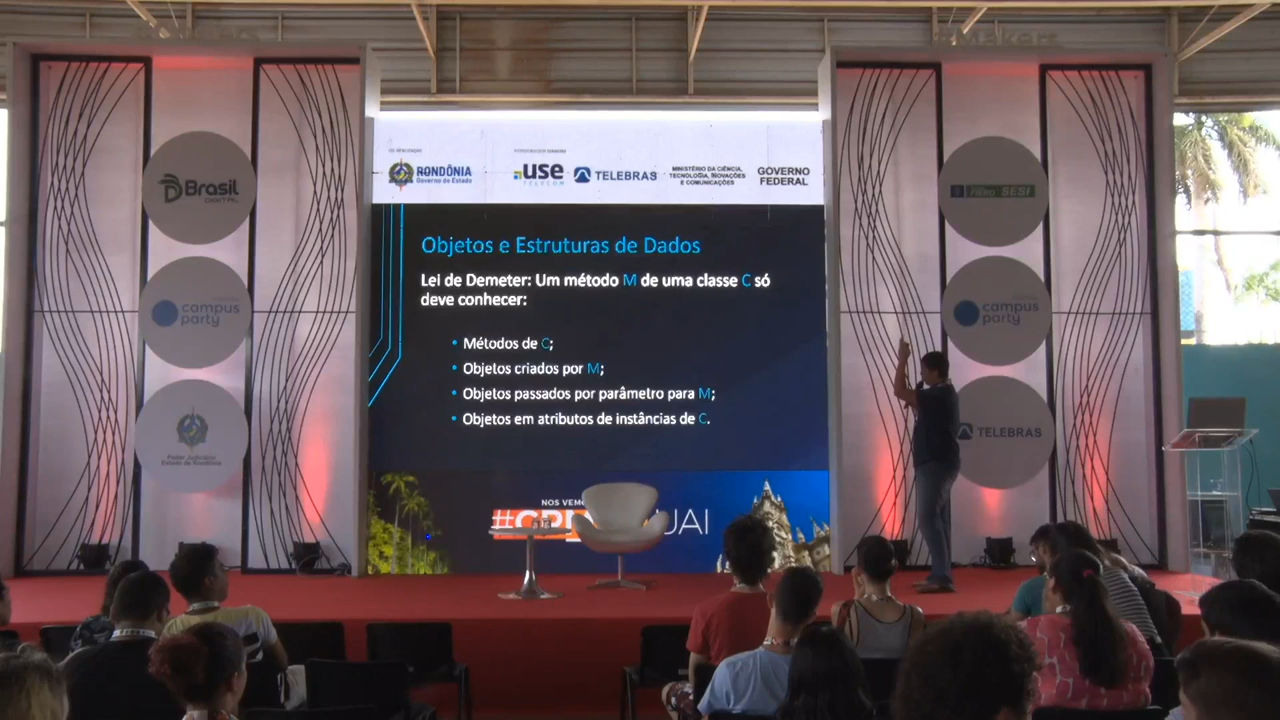 #Makers
Brasil
DIGITAL
campus
party
Poder Judiciário
Estado de Rondônia
RONDÔNIA
Governo do Estado
USE
TELECOM
TELEBRAS
MINISTÉRIO DA CIÊNCIA,
TECNOLOGIA, INOVAÇÕES
E COMUNICAÇÕES
GOVERNO
FEDERAL
Objetos e Estruturas de Dados
Lei de Demeter: Um método M de uma classe C só
deve conhecer:
• Métodos de C;
• Objetos criados por M;
• Objetos passados por parâmetro para M;
• Objetos em atributos de instâncias de C.
NOS VEM
UAI
SESI
campus
party
TELEBRAS